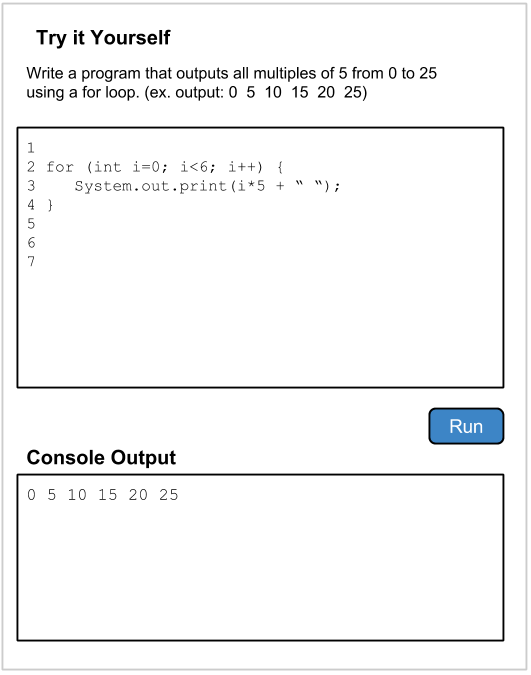 Try it Yourself
Write a program that outputs all multiples of 5 from 0 to 25
using a for loop. (ex. output: 0  5  10  15  20  25)
1
2 for (int i=0; i<6; i++) {
3    System.out.print(i*5 + “ “);
4 }
5
6
7
Run
Console Output
0 5 10 15 20 25